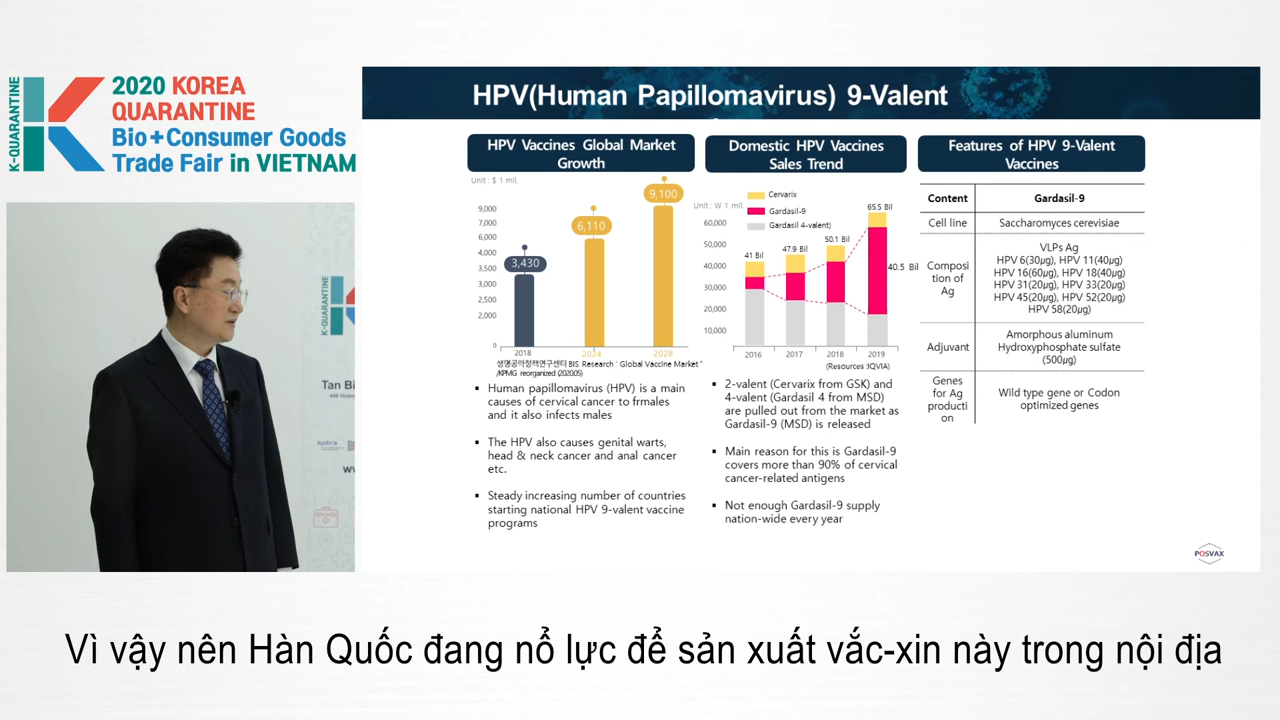 K-QUARANTINE
2020 KOREA
QUARANTINE
Bio+Consumer Goods
Trade Fair in VIETNAM
K-QUARANTINE
Tan Bi
kotra
HPV(Human Papillomavirus) 9-Valent
HPV Vaccines Global Market
Growth
Unit : $ 1 mil.
9,000
7,000
6,000
4,000
3,500
3,000
2,500
2,000
0
3,430
6,110
9,100
2018
2024
2028
생명공학정책연구센터 BIS Research ' Global Vaccine Market "
/KPMG reorganized (202005)
▪ Human papillomavirus (HPV) is a main
causes of cervical cancer to frmales
and it also infects males
▪ The HPV also causes genital warts,
head & neck cancer and anal cancer
etc.
▪ Steady increasing number of countries
starting national HPV 9-valent vaccine
programs
Domestic HPV Vaccines
Sales Trend
Unit : W 1 mil.
Cervarix
Gardasil-9
Gardasil 4-valent)
60,000
50,000
40,000
30,000
20,000
10,000
41 Bil
47.9 Bil
50.1 Bil
65.5 Bil
40.5 Bil
2016
2017
2018
2019
(Resources :IQVIA)
▪ 2-valent (Cervarix from GSK) and
4-valent (Gardasil 4 from MSD)
are pulled out from the market as
Gardasil-9 (MSD) is released
▪ Main reason for this is Gardasil-9
covers more than 90% of cervical
cancer-related antigens
▪ Not enough Gardasil-9 supply
nation-wide every year
Features of HPV 9-Valent
Vaccines
Content Gardasil-9
Cell line Saccharomyces cerevisiae
Composi
tion of
Ag
VLPs Ag
HPV 6(30μg), HPV 11(40μg)
HPV 16(60μg), HPV 18(40μg)
HPV 31(20μg), HPV 33(20μg)
HPV 45(20μg), HPV 52(20μg)
HPV 58(20μg)
Adjuvant
Amorphous aluminum
Hydroxyphosphate sulfate
(500μg)
Genes
for Ag
producti
on
Wild type gene or Codon
optimized genes
POSVAX
Vì vậy nên Hàn Quốc đang nổ lực để sản xuất vắc-xin này trong nội địa